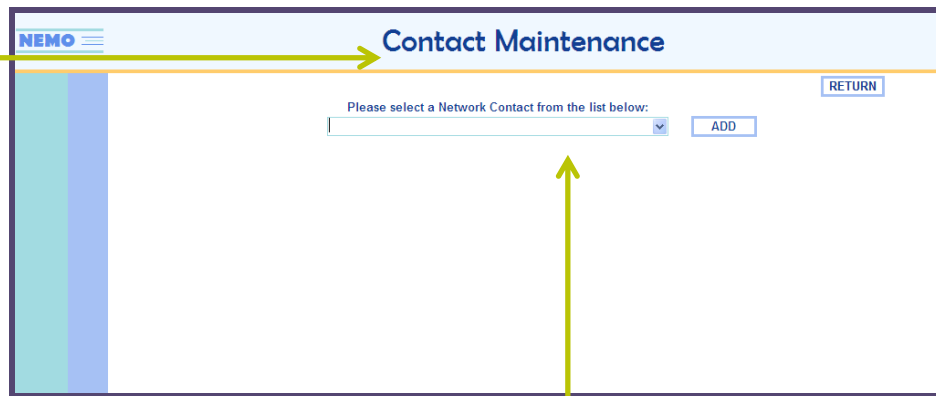 NEMO
Contact Maintenance
RETURN
Please select a Network Contact from the list below:
ADD